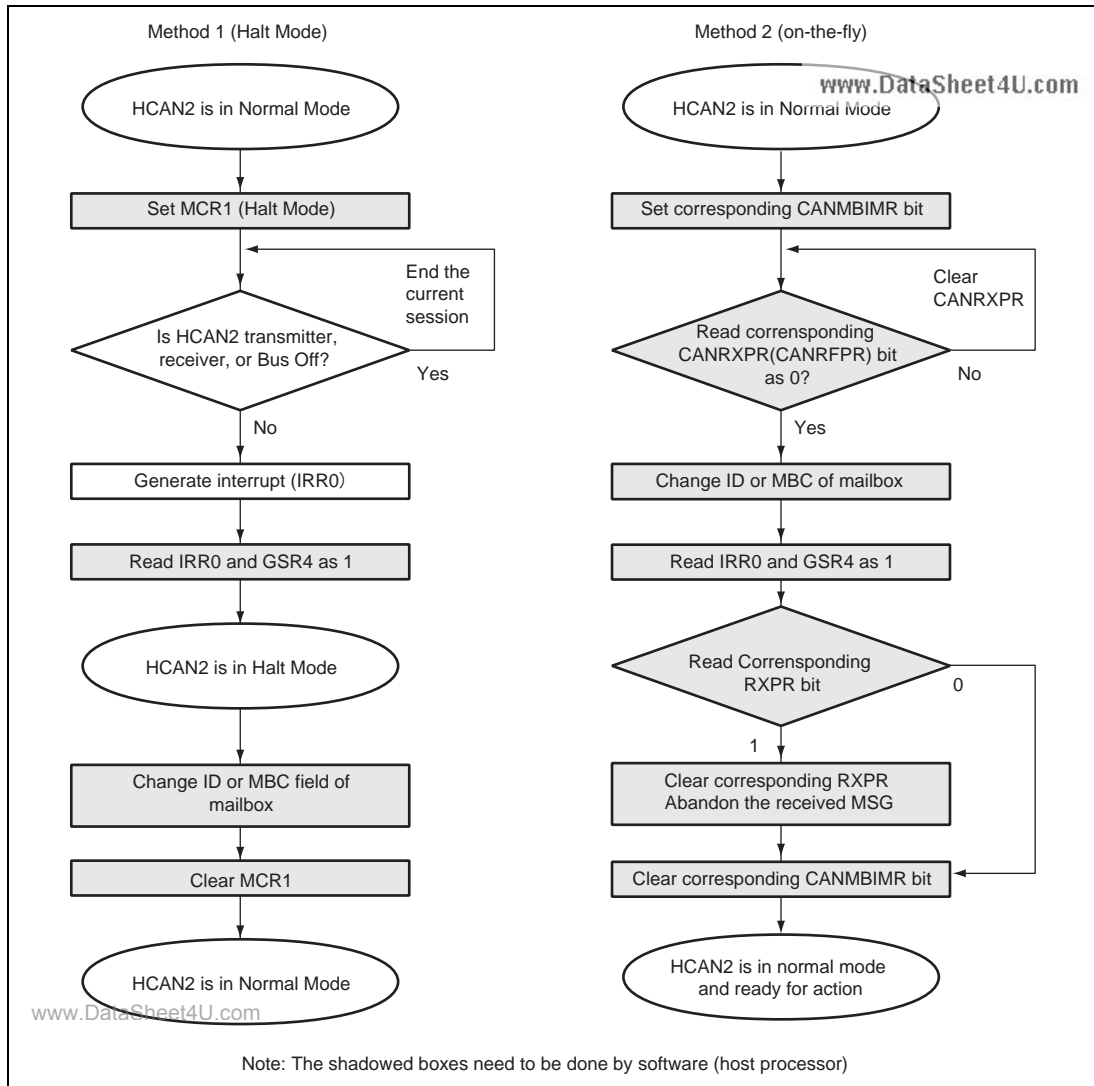 Method 1 (Halt Mode)
HCAN2 is in Normal Mode
Set MCR1 (Halt Mode)
End the
current
session
Is HCAN2 transmitter,
receiver, or Bus Off?
Yes
No
Generate interrupt (IRR0)
Read IRR0 and GSR4 as 1
HCAN2 is in Halt Mode
Change ID or MBC field of
mailbox
Clear MCR1
HCAN2 is in Normal Mode
www.DataSheet4U.com
Method 2 (on-the-fly)
www.DataSheet4U.com
HCAN2 is in Normal Mode
Set corresponding CANMBIMR bit
Clear
CANRXPR
Read corrensponding
CANRXPR(CANRFPR) bit
as 0?
No
Yes
Change ID or MBC of mailbox
Read IRR0 and GSR4 as 1
Read Corrensponding
RXPR bit
0
1
Clear corresponding RXPR
Abandon the received MSG
Clear corresponding CANMBIMR bit
HCAN2 is in normal mode
and ready for action
Note: The shadowed boxes need to be done by software (host processor)